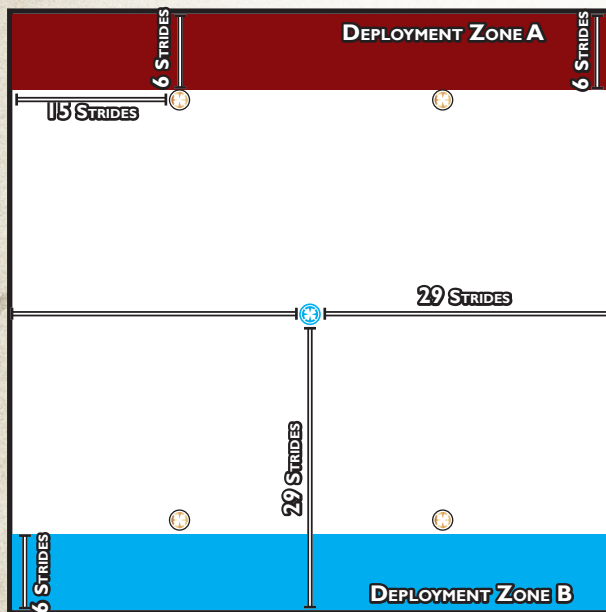 DEPLOYMENT ZONE A
6 STRIDES
6 STRIDES
15 STRIDES
29 STRIDES
29 STRIDES
6 STRIDES
DEPLOYMENT ZONE B